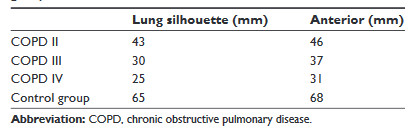 Lung silhouette (mm) Anterior (mm)
COPD II 43 46
COPD III 30 37
COPD IV 25 31
Control group 65 68
Abbreviation: COPD, chronic obstructive pulmonary disease.